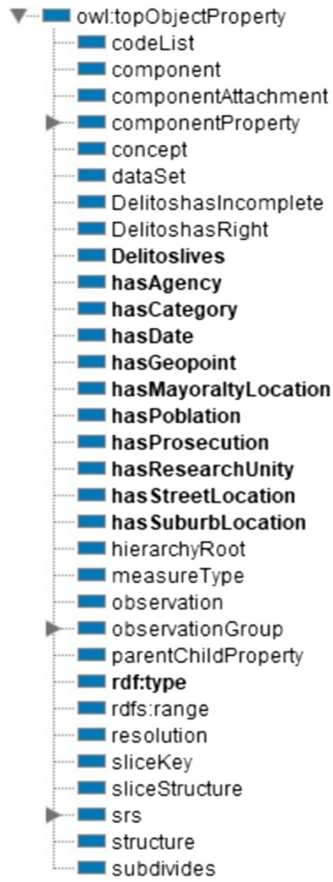 owl:topObjectProperty
codeList
component
componentAttachment
componentProperty
concept
dataSet
DelitoshasIncomplete
DelitoshasRight
Delitoslives
hasAgency
hasCategory
hasDate
hasGeopoint
hasMayoraltyLocation
hasPoblation
hasProsecution
hasResearchUnity
hasStreetLocation
hasSuburbLocation
hierarchyRoot
measureType
observation
observationGroup
parentChildProperty
rdf:type
rdfs:range
resolution
sliceKey
sliceStructure
srs
structure
subdivides